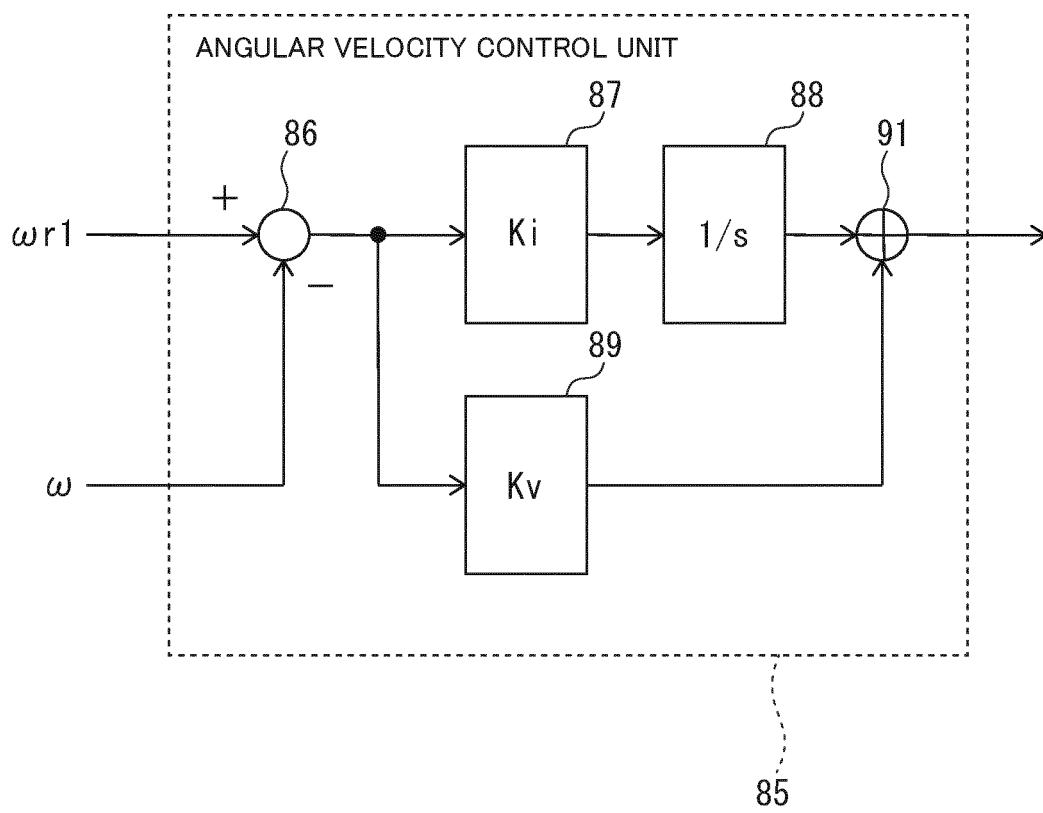 ANGULAR VELOCITY CONTROL UNIT
87
88
86
91
+
ωr1
Ki
1/s
−
89
ω
Kv
85